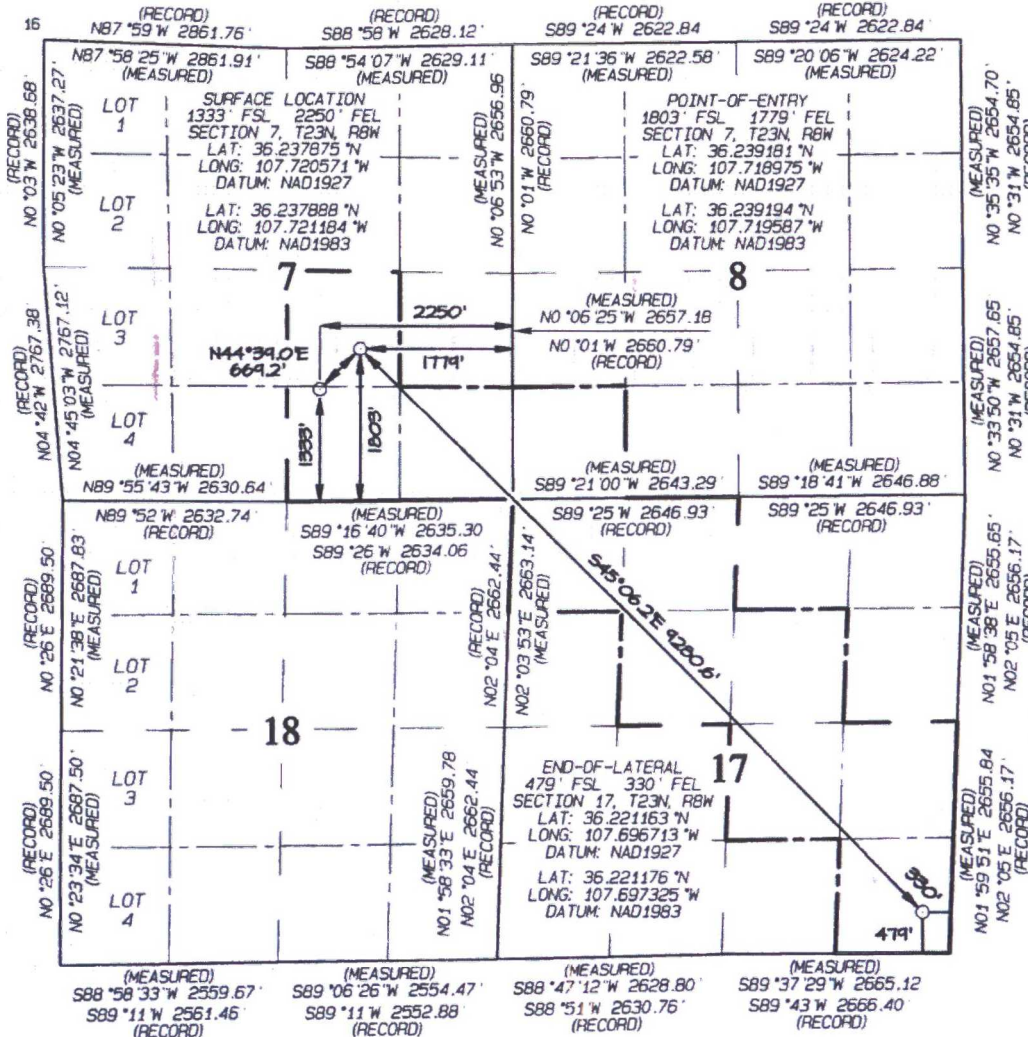 16
(RECORD)
N87°59'W 2861.76'
(RECORD)
S88°58'W 2628.12'
(RECORD)
S89°24'W 2622.84'
(RECORD)
S89°24'W 2622.84'
N87°58'25"W 2861.91'
(MEASURED)
S88°54'07"W 2629.11'
(MEASURED)
S89°21'36"W 2622.58'
(MEASURED)
S89°20'06"W 2624.22'
(MEASURED)
(RECORD)
N0°03'W 2638.68'
N0°05'23"W 2637.27'
(MEASURED)
LOT
1
LOT
2
SURFACE LOCATION
1333' FSL 2250' FEL
SECTION 7, T23N, R8W
LAT: 36.237875°N
LONG: 107.720571°W
DATUM: NAD1927
LAT: 36.237888°N
LONG: 107.721184°W
DATUM: NAD1983
(MEASURED)
N0°06'53"W 2656.96'
N0°01'W 2660.79'
(RECORD)
POINT-OF-ENTRY
1803' FSL 1779' FEL
SECTION 7, T23N, R8W
LAT: 36.239181°N
LONG: 107.718975°W
DATUM: NAD1927
LAT: 36.239194°N
LONG: 107.719587°W
DATUM: NAD1983
(MEASURED)
N0°35'35"W 2654.70'
N0°31'W 2654.85'
(RECORD)
7
8
(RECORD)
N04°42'W 2767.38'
N04°45'03"W 2767.12'
(MEASURED)
LOT
3
LOT
4
2250'
1779'
N44°39.0'E
669.2'
1333'
1803'
(MEASURED)
N0°06'25"W 2657.18'
N0°01'W 2660.79'
(RECORD)
(MEASURED)
N0°33'50"W 2657.65'
N0°31'W 2654.85'
(RECORD)
(MEASURED)
N89°55'43"W 2630.64'
(MEASURED)
S89°21'00"W 2643.29'
(MEASURED)
S89°18'41"W 2646.88'
N89°52'W 2632.74'
(RECORD)
(MEASURED)
S89°16'40"W 2635.30'
S89°26'W 2634.06'
(RECORD)
S89°25'W 2646.93'
(RECORD)
S89°25'W 2646.93'
(RECORD)
(RECORD)
N0°26'E 2689.50'
N0°21'38"E 2687.83'
(MEASURED)
LOT
1
LOT
2
(RECORD)
N02°04'E 2662.44'
N02°03'53"E 2663.14'
(MEASURED)
S45°06.2'E 9280.6'
(MEASURED)
N01°58'38"E 2655.65'
N02°05'E 2656.17'
(RECORD)
18
17
(RECORD)
N0°26'E 2689.50'
N0°23'34"E 2687.50'
(MEASURED)
LOT
3
LOT
4
(MEASURED)
N01°58'33"E 2659.78'
N02°04'E 2662.44'
(RECORD)
END-OF-LATERAL
479' FSL 330' FEL
SECTION 17, T23N, R8W
LAT: 36.221163°N
LONG: 107.696713°W
DATUM: NAD1927
LAT: 36.221176°N
LONG: 107.697325°W
DATUM: NAD1983
330'
479'
(MEASURED)
N01°59'51"E 2655.84'
N02°05'E 2656.17'
(RECORD)
(MEASURED)
S88°58'33"W 2559.67'
S89°11'W 2561.46'
(RECORD)
(MEASURED)
S89°06'26"W 2554.47'
S89°11'W 2552.88'
(RECORD)
(MEASURED)
S88°47'12"W 2628.80'
S88°51'W 2630.76'
(RECORD)
(MEASURED)
S89°37'29"W 2665.12'
S89°43'W 2666.40'
(RECORD)